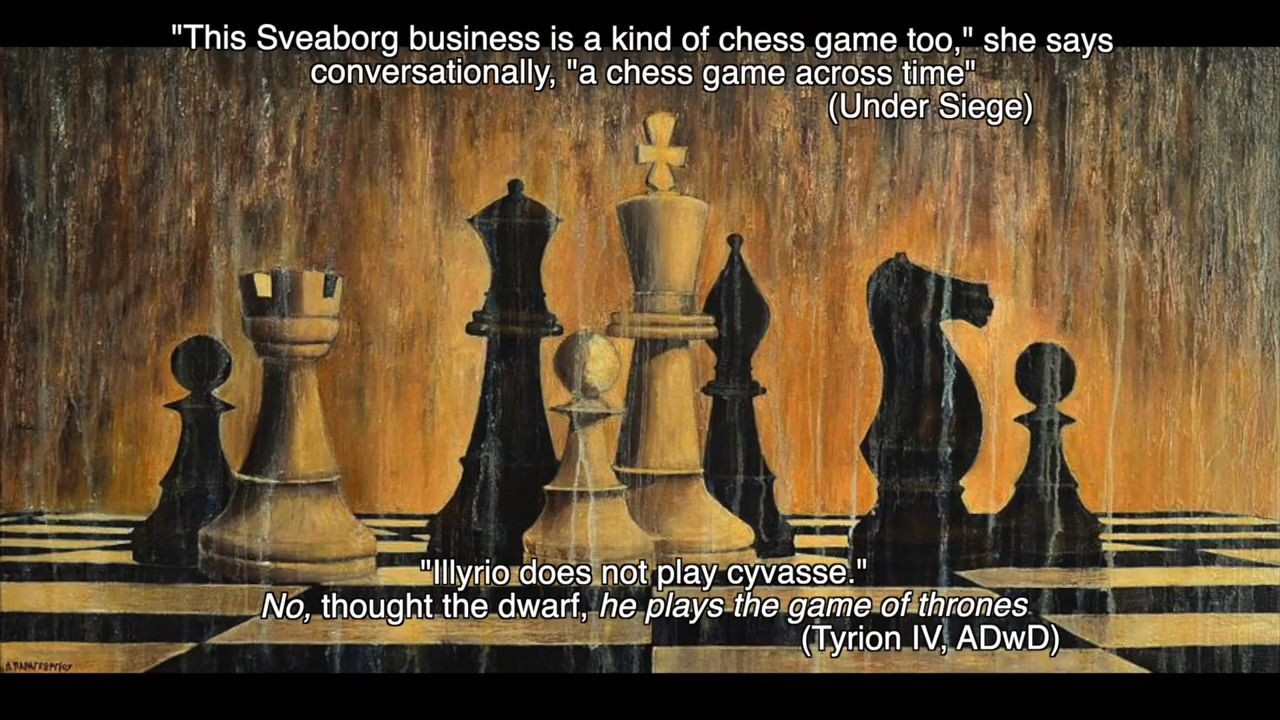 "This Sveaborg business is a kind of chess game too," she says
conversationally, "a chess game across time"
(Under Siege)
"Illyrio does not play cyvasse."
No, thought the dwarf, he plays the game of thrones
(Tyrion IV, ADwD)
Δ.ΠΑΠΑΓΕΩΡΓΙΟΥ